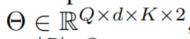 Θ ∈ ℝ^{Q×d×K×2}.